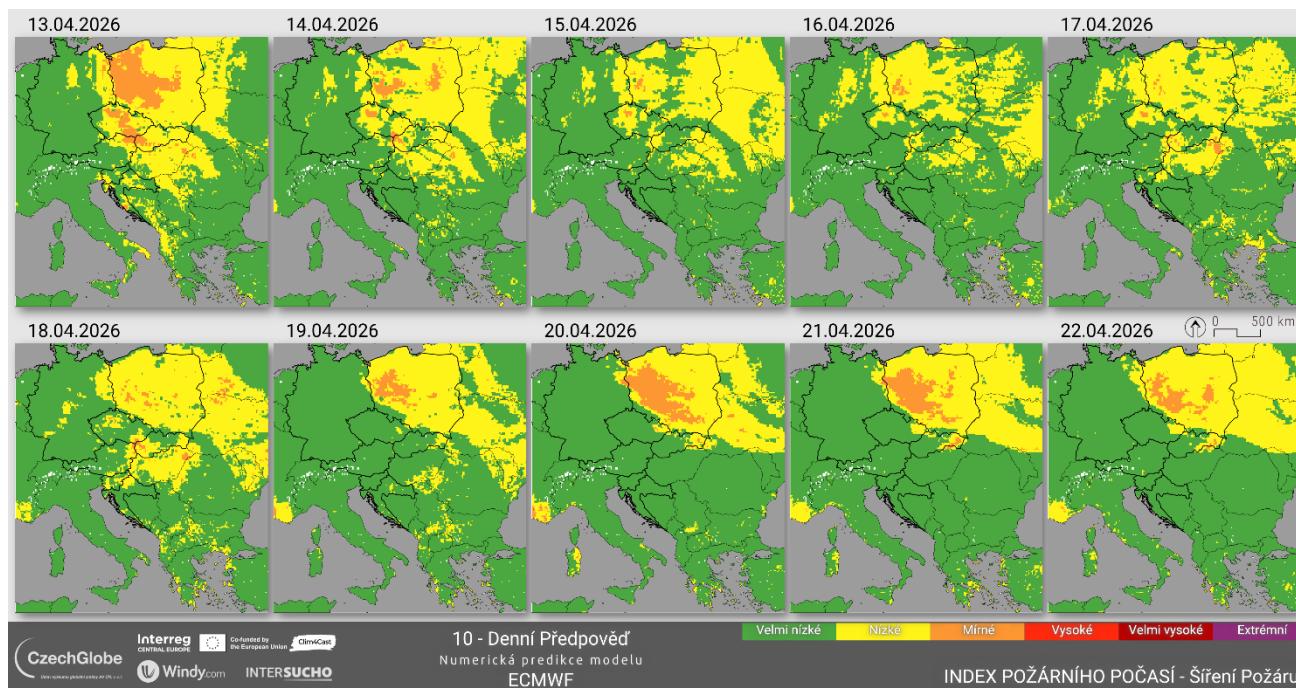 13.04.2026
14.04.2026
15.04.2026
16.04.2026
17.04.2026
18.04.2026
19.04.2026
20.04.2026
21.04.2026
22.04.2026
0 500 km
CzechGlobe
Interreg
CENTRAL EUROPE
Co-funded by
the European Union
Clim4Cast
Windy.com
INTERSUCHO
10 - Denní Předpověď
Numerická predikce modelu
ECMWF
Velmi nízké
Nízké
Mírné
Vysoké
Velmi vysoké
Extrémní
INDEX POŽÁRNÍHO POČASÍ - Šíření Požáru